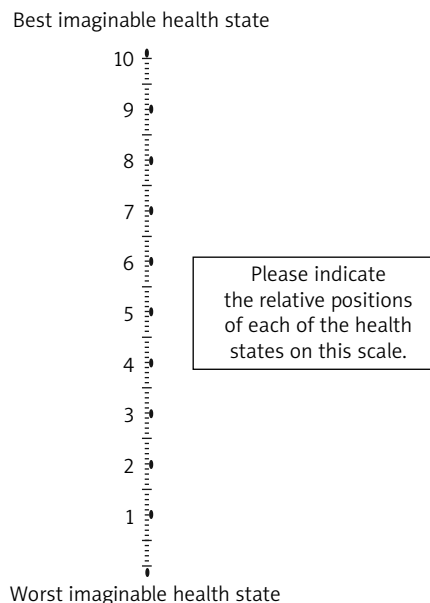 Best imaginable health state
10
9
8
7
6
Please indicate
the relative positions
of each of the health
states on this scale.
5
4
3
2
1
Worst imaginable health state